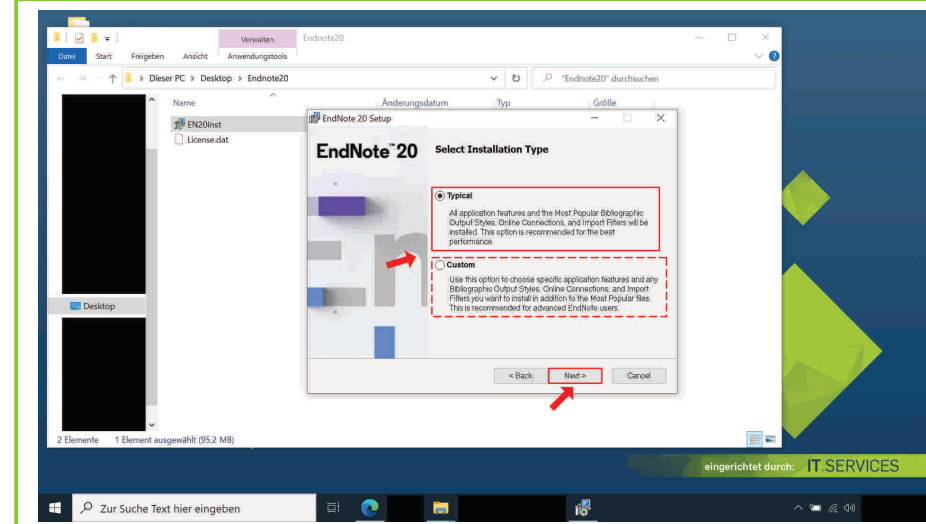 Verwalten
Endnote20
Datei Start Freigeben Ansicht Anwendungstools
Dieser PC > Desktop > Endnote20
"Endnote20" durchsuchen
Name Änderungsdatum Typ Größe
EN20Inst
License.dat
EndNote 20 Setup
EndNote™20
Select Installation Type
Typical
All application features and the Most Popular Bibliographic
Output Styles, Online Connections, and Import Filters will be
installed. This option is recommended for the best
performance.
Custom
Use this option to choose specific application features and any
Bibliographic Output Styles, Online Connections, and Import
Filters you want to install in addition to the Most Popular files.
This is recommended for advanced EndNote users.
Desktop
< Back Next > Cancel
2 Elemente 1 Element ausgewählt (95,2 MB)
eingerichtet durch: IT.SERVICES
Zur Suche Text hier eingeben